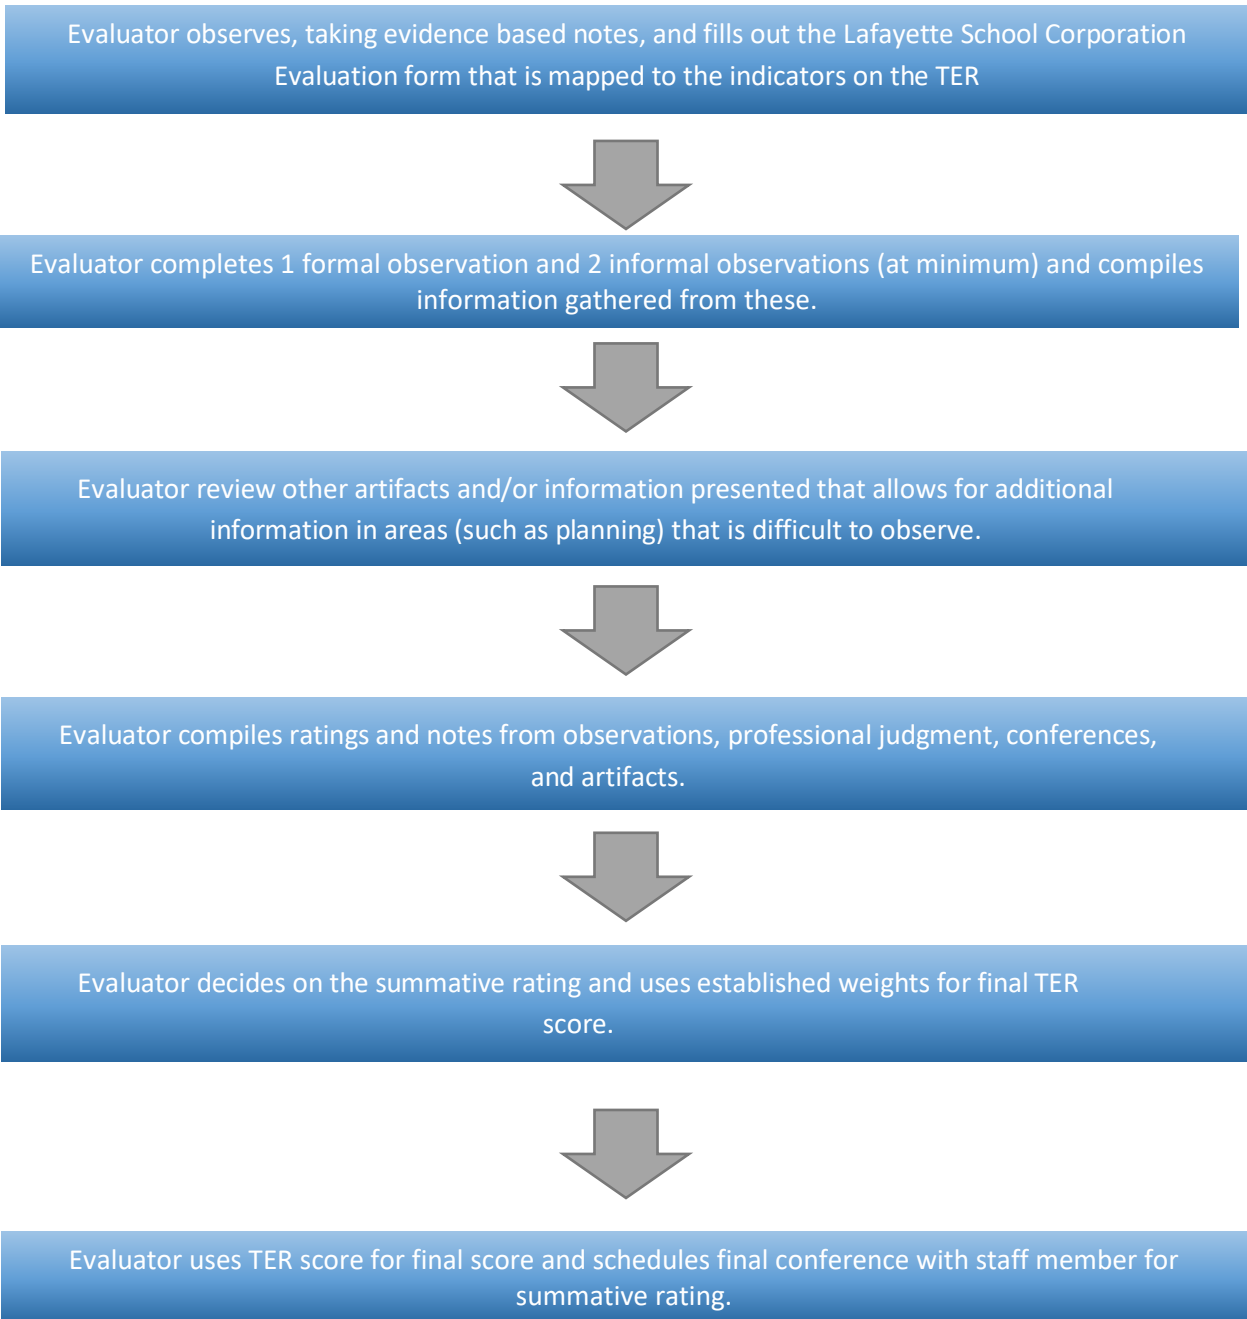 Evaluator observes, taking evidence based notes, and fills out the Lafayette School Corporation
Evaluation form that is mapped to the indicators on the TER
Evaluator completes 1 formal observation and 2 informal observations (at minimum) and compiles
information gathered from these.
Evaluator review other artifacts and/or information presented that allows for additional
information in areas (such as planning) that is difficult to observe.
Evaluator compiles ratings and notes from observations, professional judgment, conferences,
and artifacts.
Evaluator decides on the summative rating and uses established weights for final TER
score.
Evaluator uses TER score for final score and schedules final conference with staff member for
summative rating.